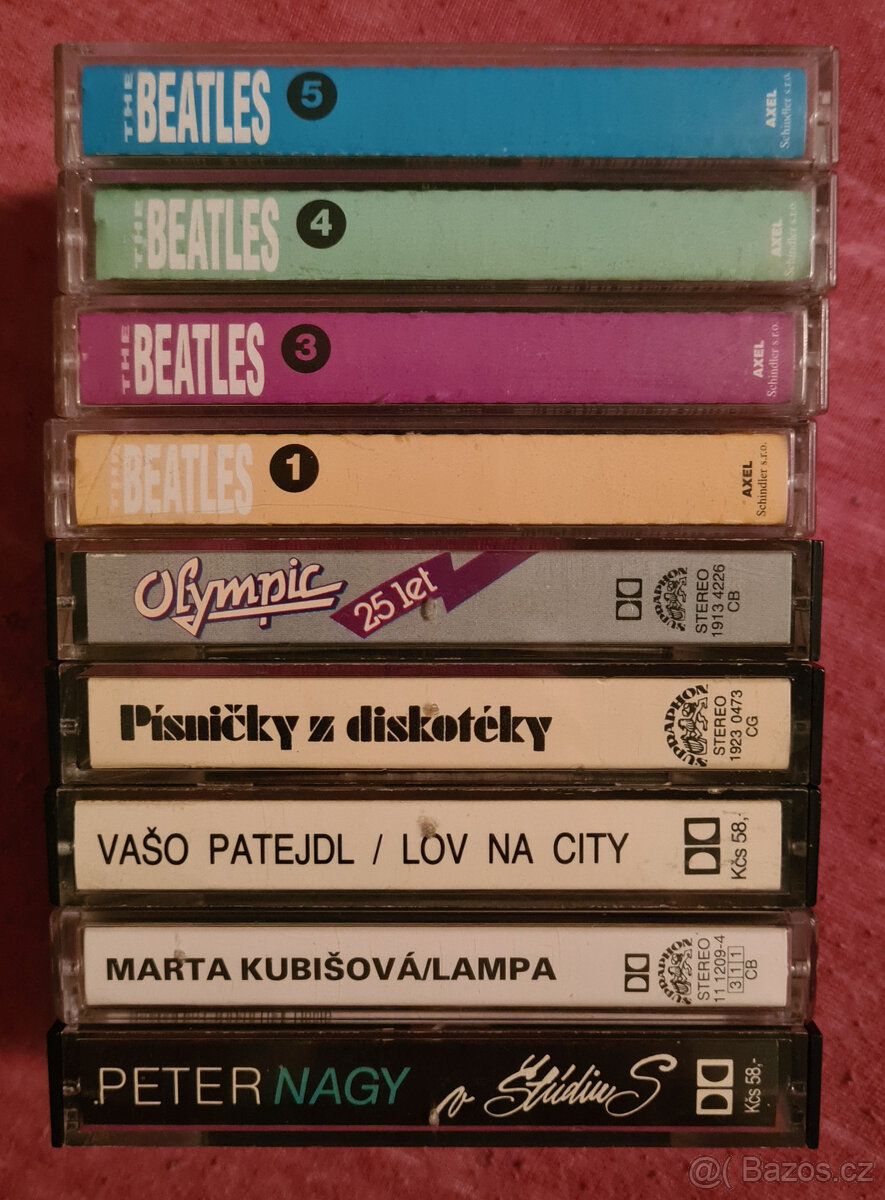 THE BEATLES 5 AXEL Schindler s.r.o.
THE BEATLES 4 AXEL Schindler s.r.o.
THE BEATLES 3 AXEL Schindler s.r.o.
THE BEATLES 1 AXEL Schindler s.r.o.
Olympic 25 let SUPRAPHON STEREO 1913 4226 CB
Písničky z diskotéky SUPRAPHON STEREO 1923 0473 CG
VAŠO PATEJDL / LOV NA CITY Kčs 58,-
MARTA KUBIŠOVÁ/LAMPA SUPRAPHON STEREO 11 1209-4 311 CB
PETER NAGY v Štúdiu S Kčs 58,-
@( Bazos.cz